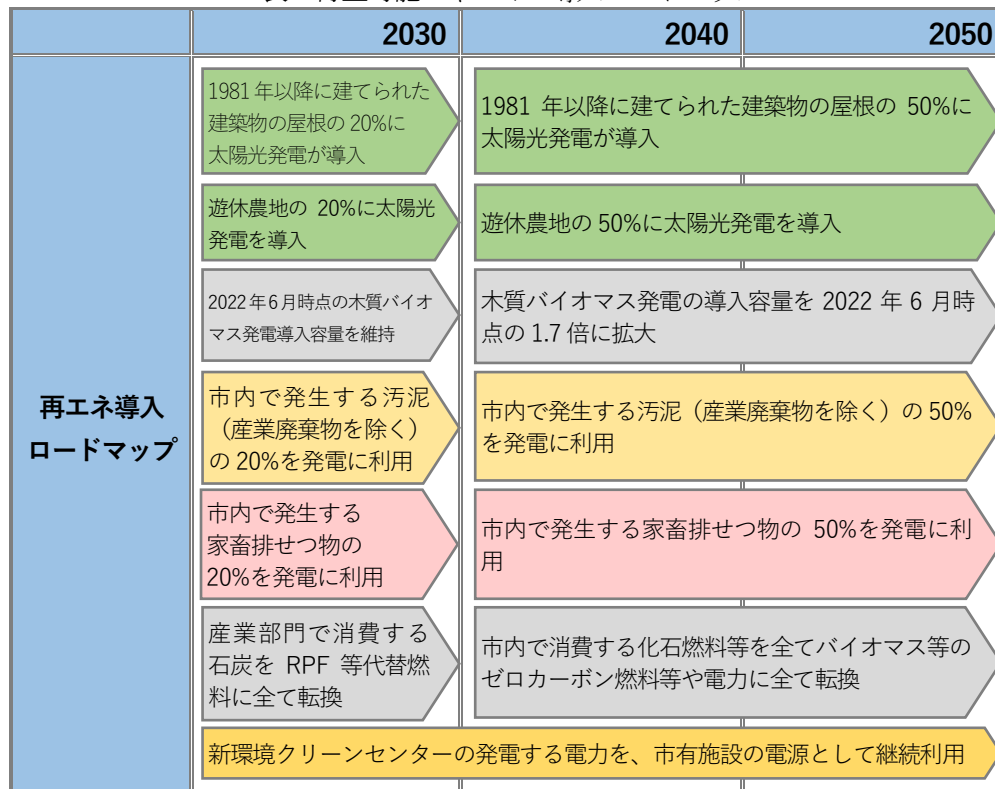 2030
2040
2050
再エネ導入
ロードマップ
1981年以降に建てられた
建築物の屋根の20%に
太陽光発電が導入
1981 年以降に建てられた建築物の屋根の 50%に
太陽光発電が導入
遊休農地の 20%に太陽光
発電を導入
遊休農地の50%に太陽光発電を導入
2022年6月時点の木質バイオ
マス発電導入容量を維持
木質バイオマス発電の導入容量を 2022 年 6 月時
点の 1.7 倍に拡大
市内で発生する汚泥
（産業廃棄物を除く）
の 20%を発電に利用
市内で発生する汚泥（産業廃棄物を除く）の 50%
を発電に利用
市内で発生する
家畜排せつ物の
20%を発電に利用
市内で発生する家畜排せつ物の 50%を発電に利
用
産業部門で消費する
石炭を RPF 等代替燃
料に全て転換
市内で消費する化石燃料等を全てバイオマス等の
ゼロカーボン燃料等や電力に全て転換
新環境クリーンセンターの発電する電力を、市有施設の電源として継続利用